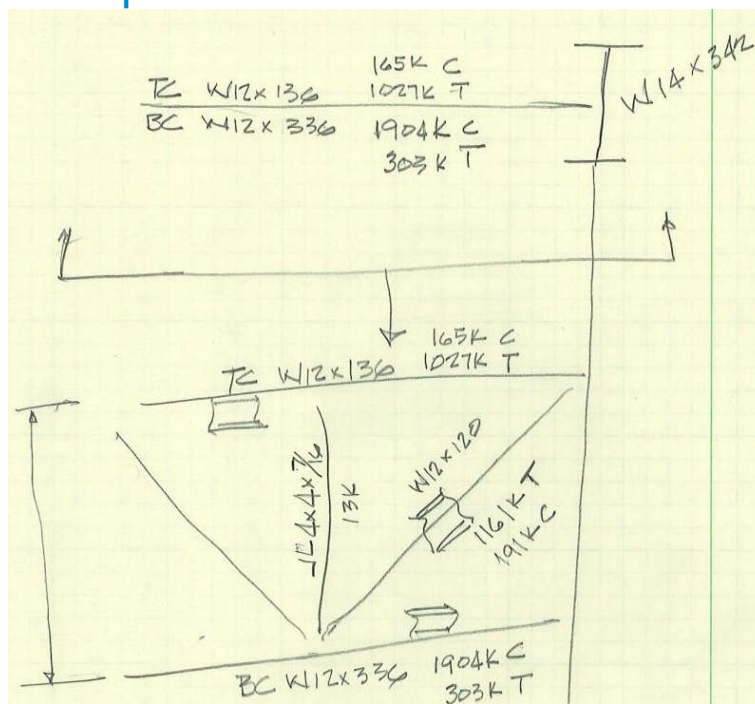 165K C
TC W12x136 1027K T
BC W12x336 1904K C
303K T
W14x342
165K C
TC W12x136 1027K T
⅃L 4x4x7/16
13K
W12x120
1161K T
191K C
BC W12x336 1904K C
303K T